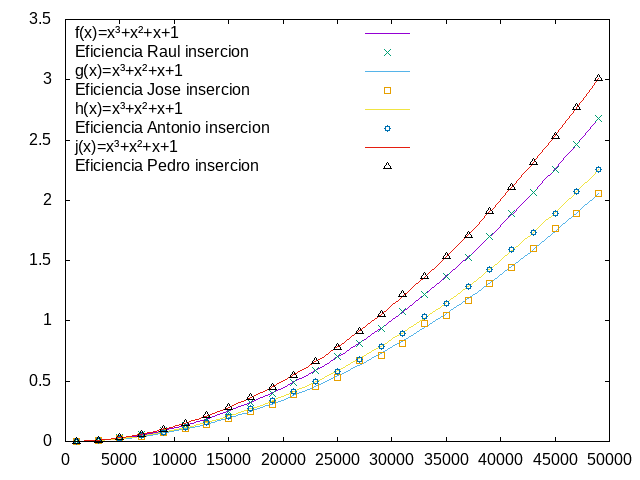 3.5
3
2.5
2
1.5
1
0.5
0
f(x)=x³+x²+x+1
Eficiencia Raul insercion
g(x)=x³+x²+x+1
Eficiencia Jose insercion
h(x)=x³+x²+x+1
Eficiencia Antonio insercion
j(x)=x³+x²+x+1
Eficiencia Pedro insercion
0 5000 10000 15000 20000 25000 30000 35000 40000 45000 50000